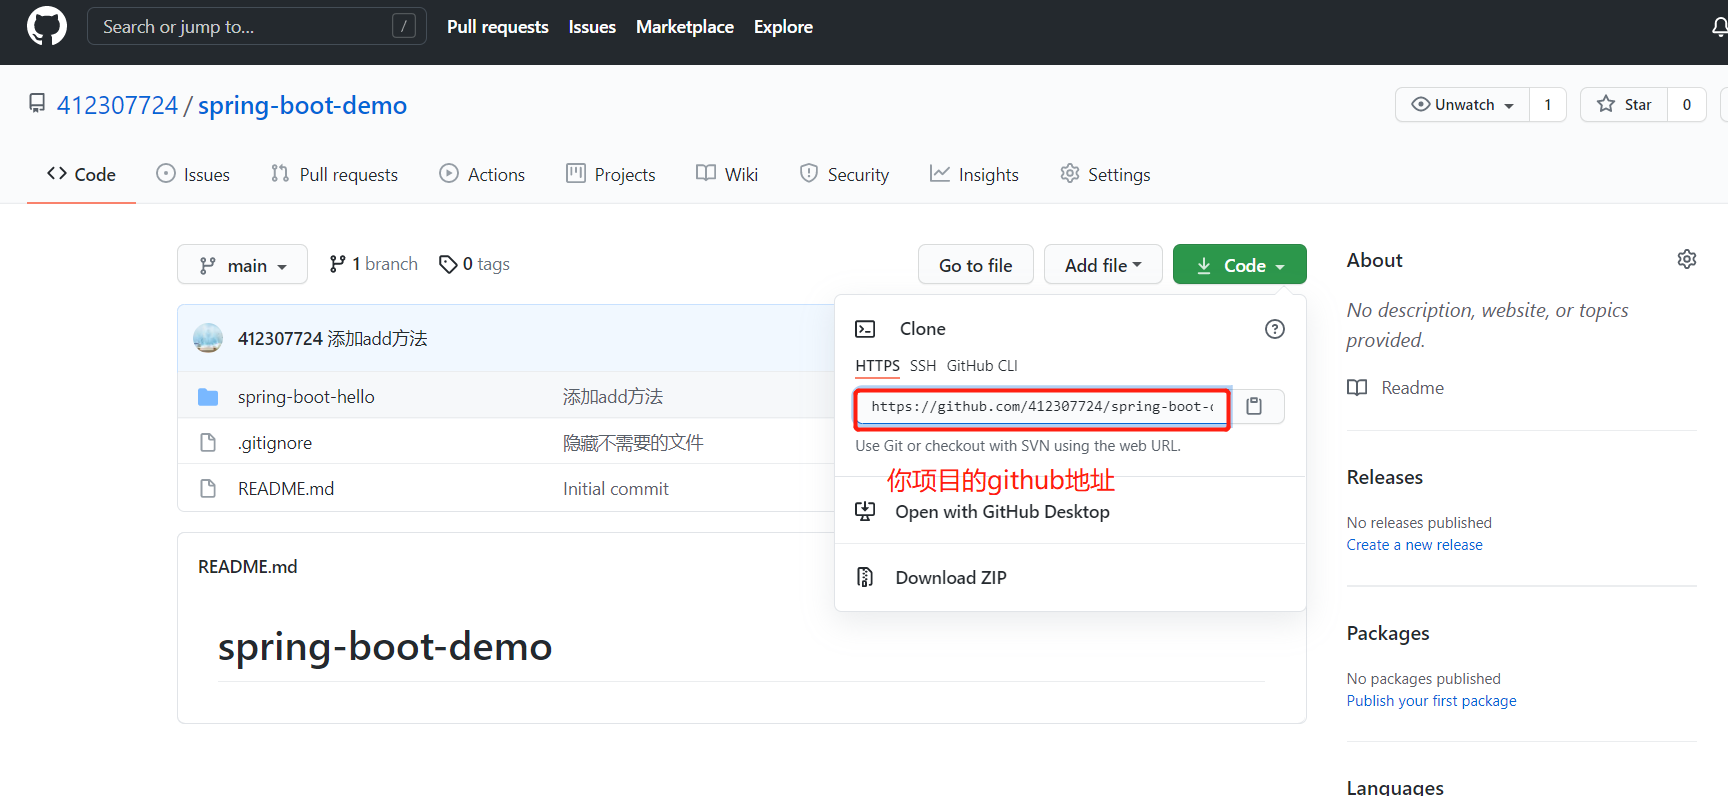 Search or jump to... /
Pull requests Issues Marketplace Explore
412307724 / spring-boot-demo
Unwatch 1 Star 0
Code Issues Pull requests Actions Projects Wiki Security Insights Settings
main 1 branch 0 tags
Go to file Add file Code
412307724 添加add方法
spring-boot-hello 添加add方法
.gitignore 隐藏不需要的文件
README.md Initial commit
README.md
spring-boot-demo
Clone
HTTPS SSH GitHub CLI
https://github.com/412307724/spring-boot-
Use Git or checkout with SVN using the web URL.
你项目的github地址
Open with GitHub Desktop
Download ZIP
About
No description, website, or topics
provided.
Readme
Releases
No releases published
Create a new release
Packages
No packages published
Publish your first package
Languages